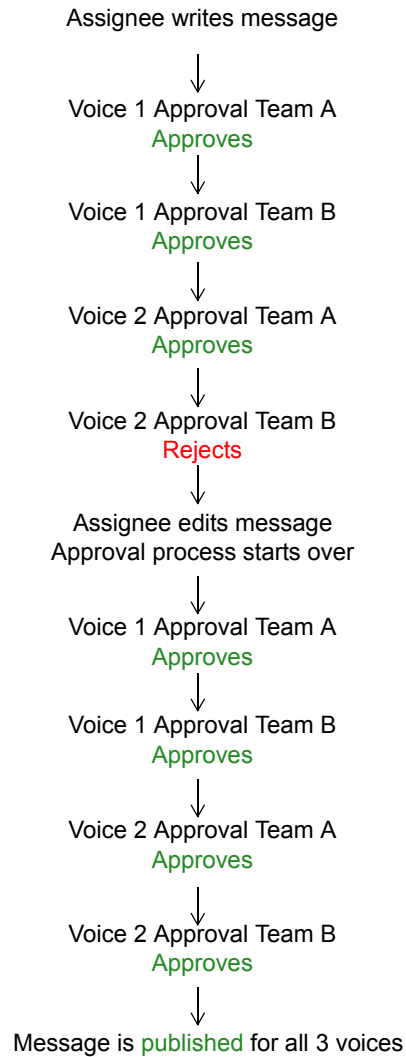 Assignee writes message
Voice 1 Approval Team A
Approves
Voice 1 Approval Team B
Approves
Voice 2 Approval Team A
Approves
Voice 2 Approval Team B
Rejects
Assignee edits message
Approval process starts over
Voice 1 Approval Team A
Approves
Voice 1 Approval Team B
Approves
Voice 2 Approval Team A
Approves
Voice 2 Approval Team B
Approves
Message is published for all 3 voices